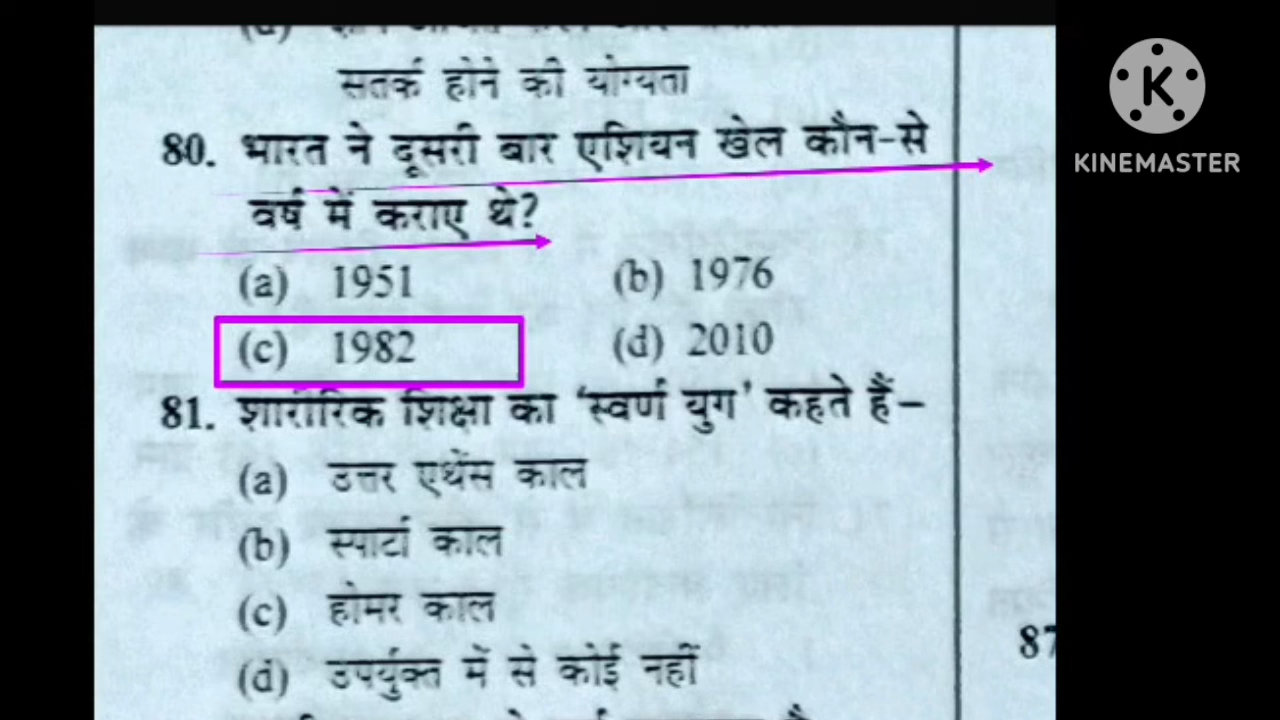 सतर्क होने की योग्यता
80. भारत ने दूसरी बार एशियन खेल कौन-से
वर्ष में कराए थे?
(a) 1951 (b) 1976
(c) 1982 (d) 2010
81. शारीरिक शिक्षा का 'स्वर्ण युग' कहते हैं–
(a) उत्तर एथेंस काल
(b) स्पार्टा काल
(c) होमर काल
(d) उपर्युक्त में से कोई नहीं
87
K
KINEMASTER